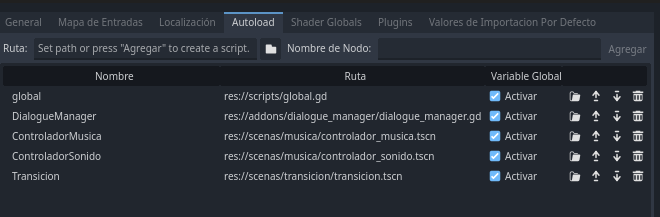 General Mapa de Entradas Localización Autoload Shader Globals Plugins Valores de Importacion Por Defecto
Ruta: Set path or press "Agregar" to create a script. Nombre de Nodo: Agregar
Nombre Ruta Variable Global
global res://scripts/global.gd Activar
DialogueManager res://addons/dialogue_manager/dialogue_manager.gd Activar
ControladorMusica res://scenas/musica/controlador_musica.tscn Activar
ControladorSonido res://scenas/musica/controlador_sonido.tscn Activar
Transicion res://scenas/transicion/transicion.tscn Activar